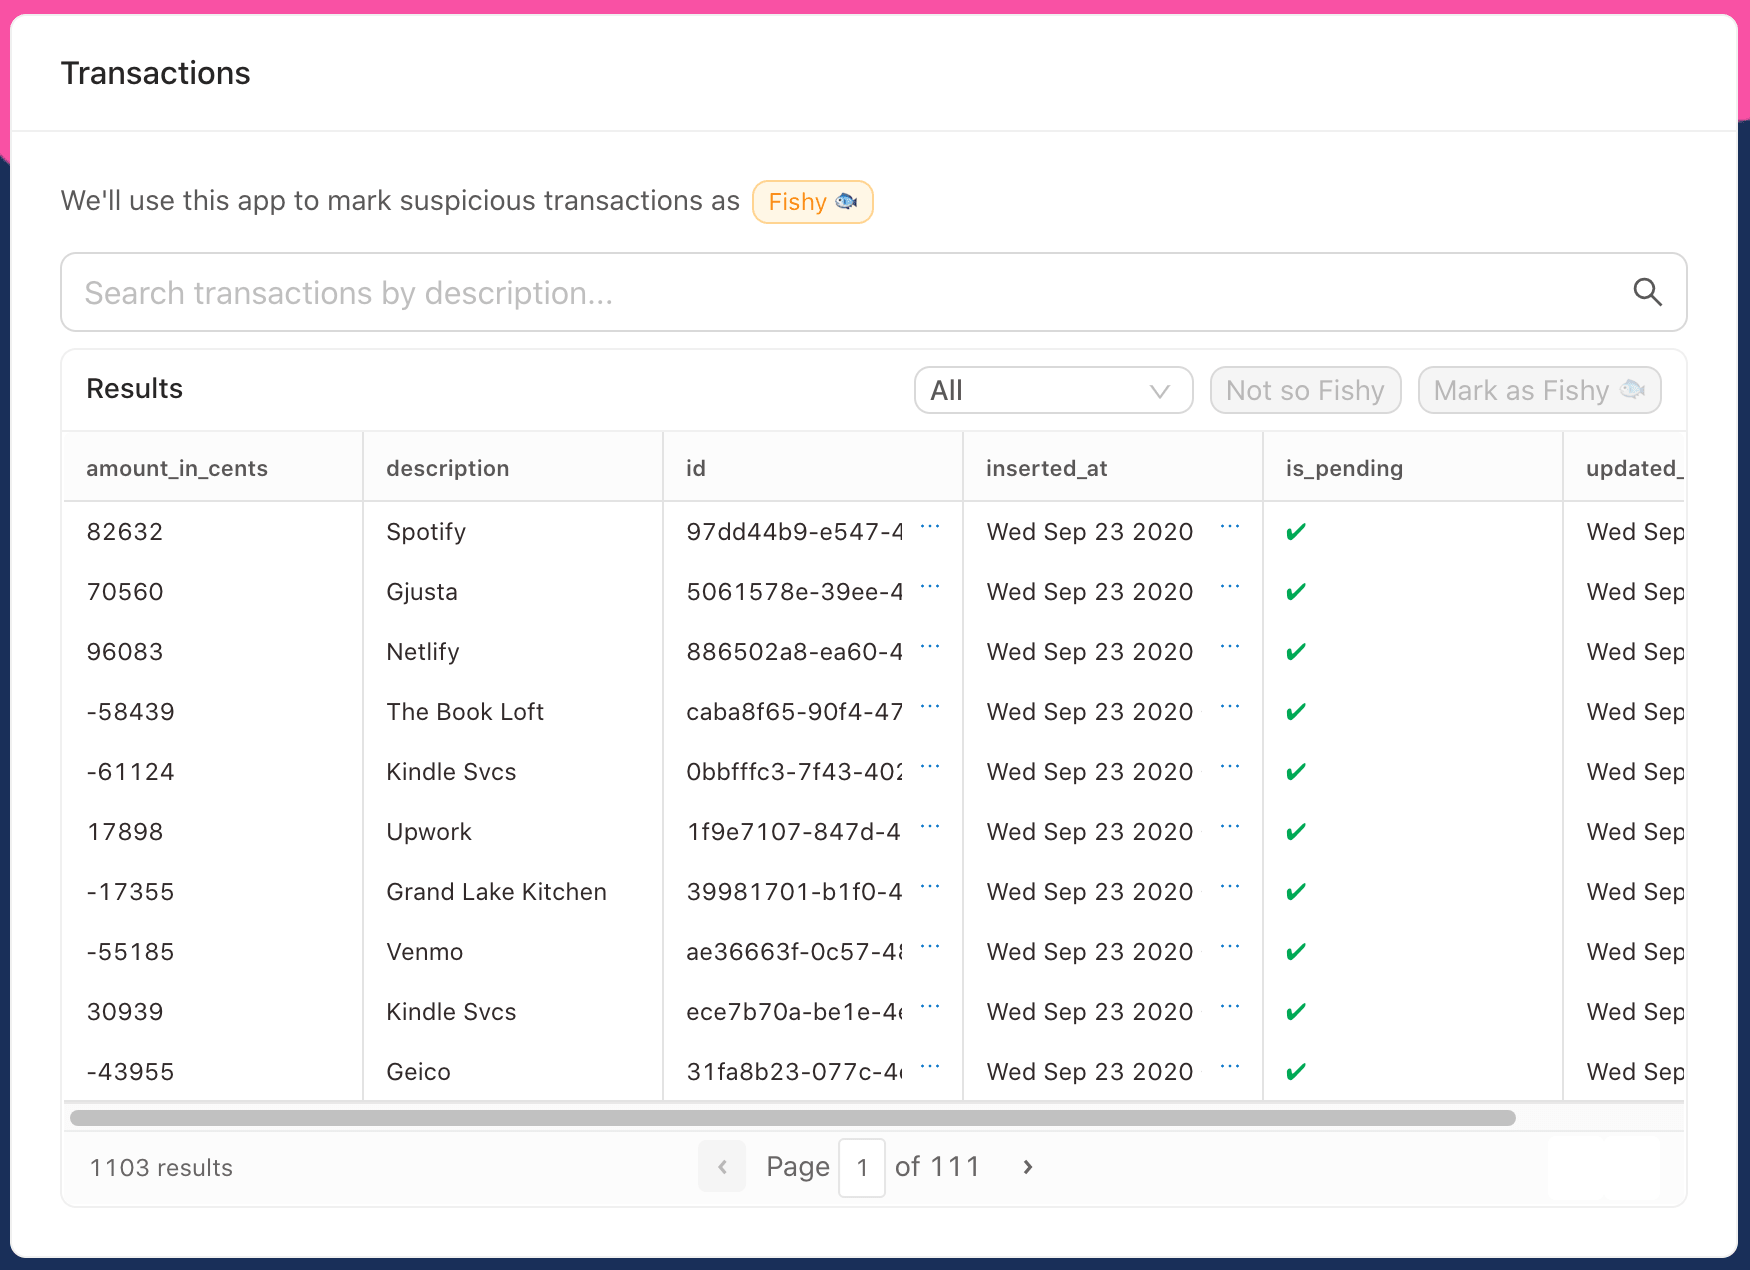 Transactions
We'll use this app to mark suspicious transactions as Fishy
Search transactions by description...
Results All Not so Fishy Mark as Fishy
amount_in_cents description id inserted_at is_pending updated_
82632 Spotify 97dd44b9-e547-4 ... Wed Sep 23 2020 ... Wed Sep
70560 Gjusta 5061578e-39ee-4 ... Wed Sep 23 2020 ... Wed Sep
96083 Netlify 886502a8-ea60-4 ... Wed Sep 23 2020 ... Wed Sep
-58439 The Book Loft caba8f65-90f4-47 ... Wed Sep 23 2020 ... Wed Sep
-61124 Kindle Svcs 0bbfffc3-7f43-402 ... Wed Sep 23 2020 ... Wed Sep
17898 Upwork 1f9e7107-847d-4 ... Wed Sep 23 2020 ... Wed Sep
-17355 Grand Lake Kitchen 39981701-b1f0-4 ... Wed Sep 23 2020 ... Wed Sep
-55185 Venmo ae36663f-0c57-48 ... Wed Sep 23 2020 ... Wed Sep
30939 Kindle Svcs ece7b70a-be1e-4e ... Wed Sep 23 2020 ... Wed Sep
-43955 Geico 31fa8b23-077c-4 ... Wed Sep 23 2020 ... Wed Sep
1103 results Page 1 of 111